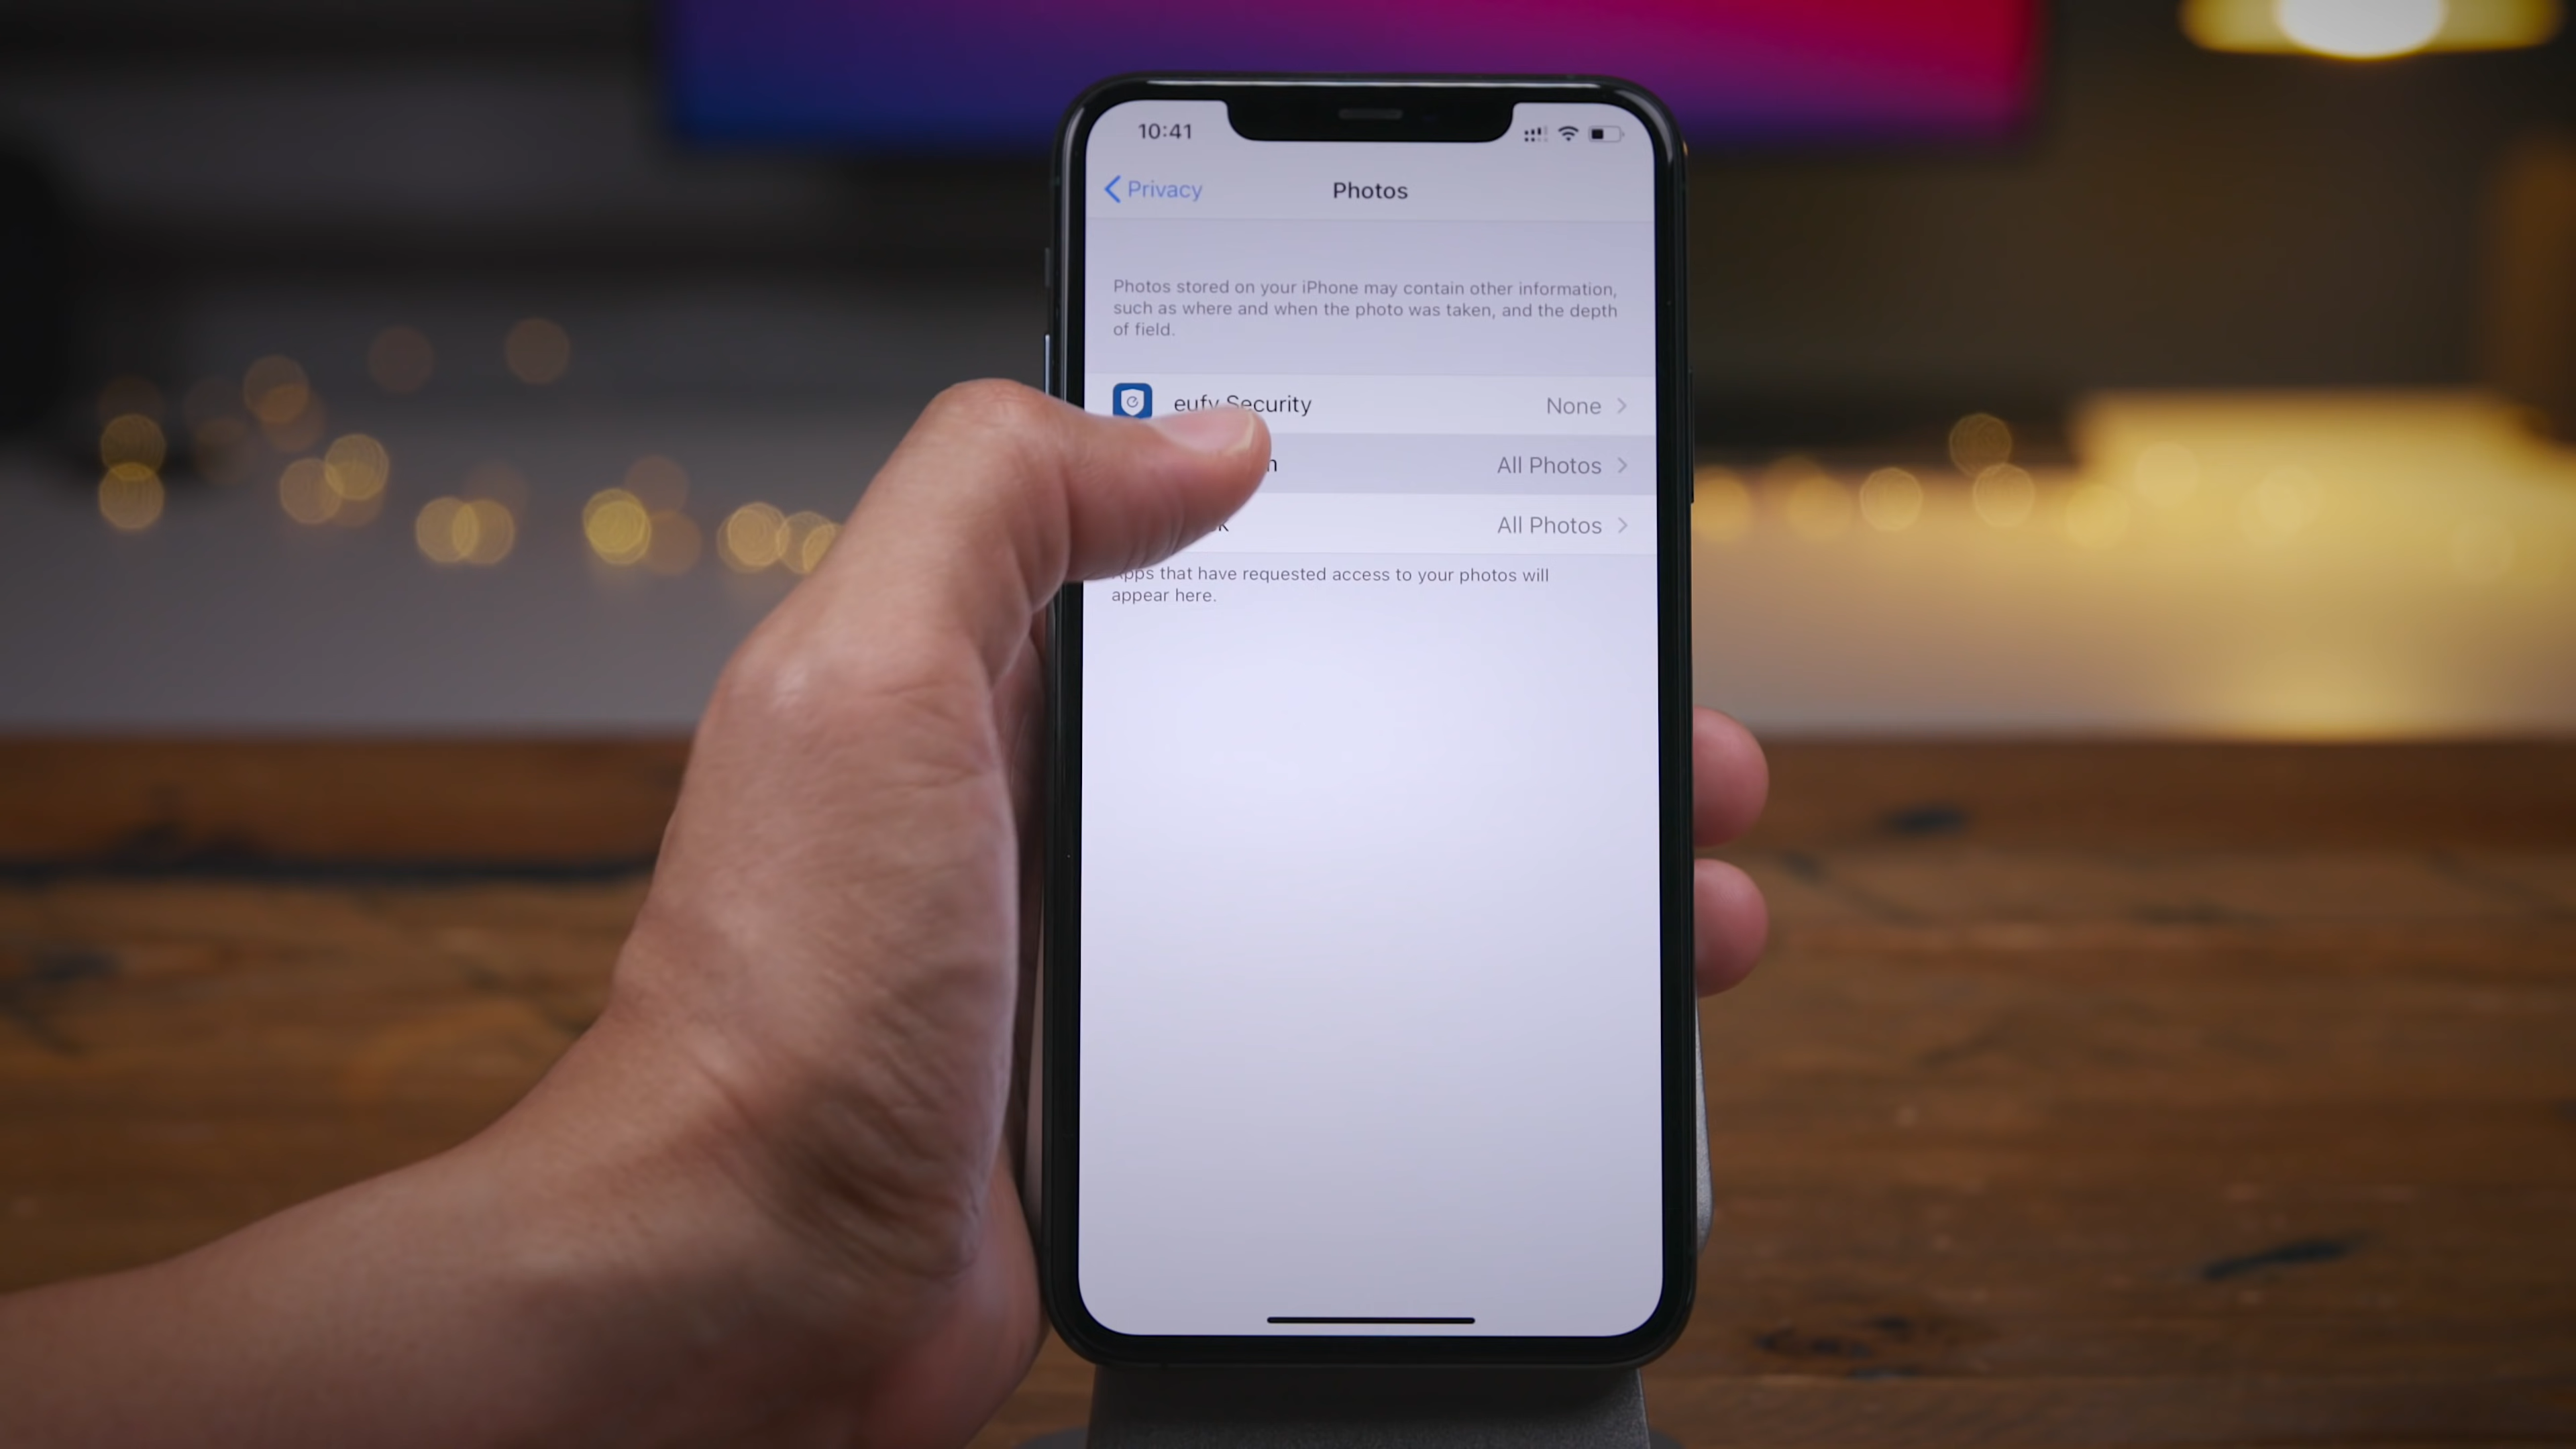 10:41
Privacy
Photos
Photos stored on your iPhone may contain other information,
such as where and when the photo was taken, and the depth
of field.
eufy Security None
All Photos
All Photos
Apps that have requested access to your photos will
appear here.